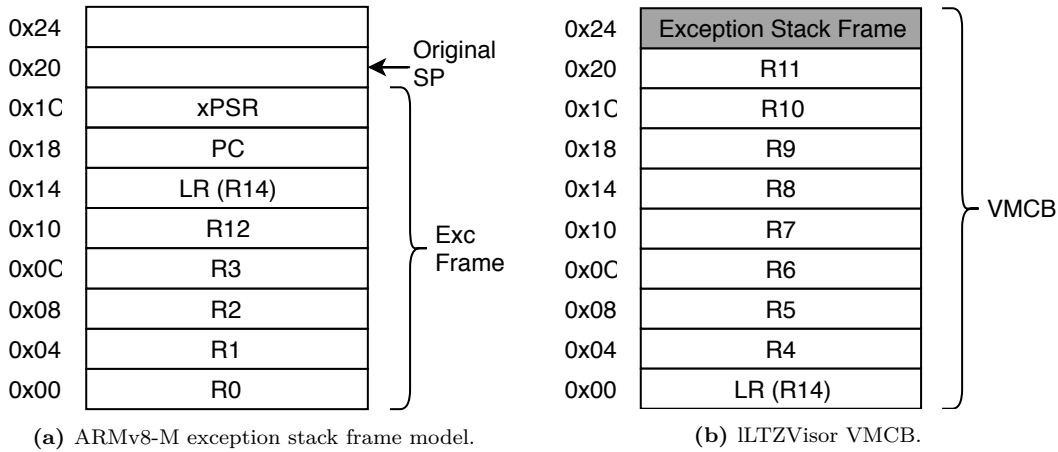 0x24
0x20
Original
SP
0x1C
xPSR
0x18
PC
0x14
LR (R14)
0x10
R12
0x0C
R3
0x08
R2
0x04
R1
0x00
R0
Exc
Frame
(a) ARMv8-M exception stack frame model.
0x24
Exception Stack Frame
0x20
R11
0x1C
R10
0x18
R9
0x14
R8
0x10
R7
0x0C
R6
0x08
R5
0x04
R4
0x00
LR (R14)
VMCB
(b) lLTZVisor VMCB.